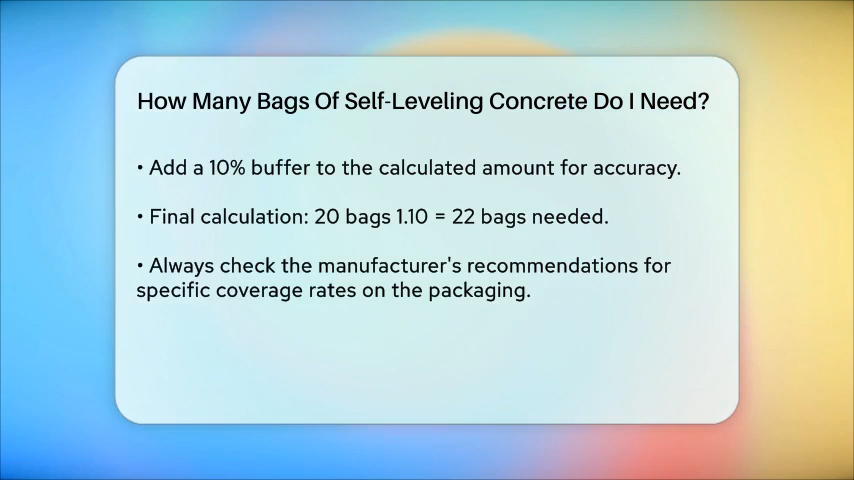 How Many Bags Of Self-Leveling Concrete Do I Need?
• Add a 10% buffer to the calculated amount for accuracy.
• Final calculation: 20 bags 1.10 = 22 bags needed.
• Always check the manufacturer's recommendations for
specific coverage rates on the packaging.